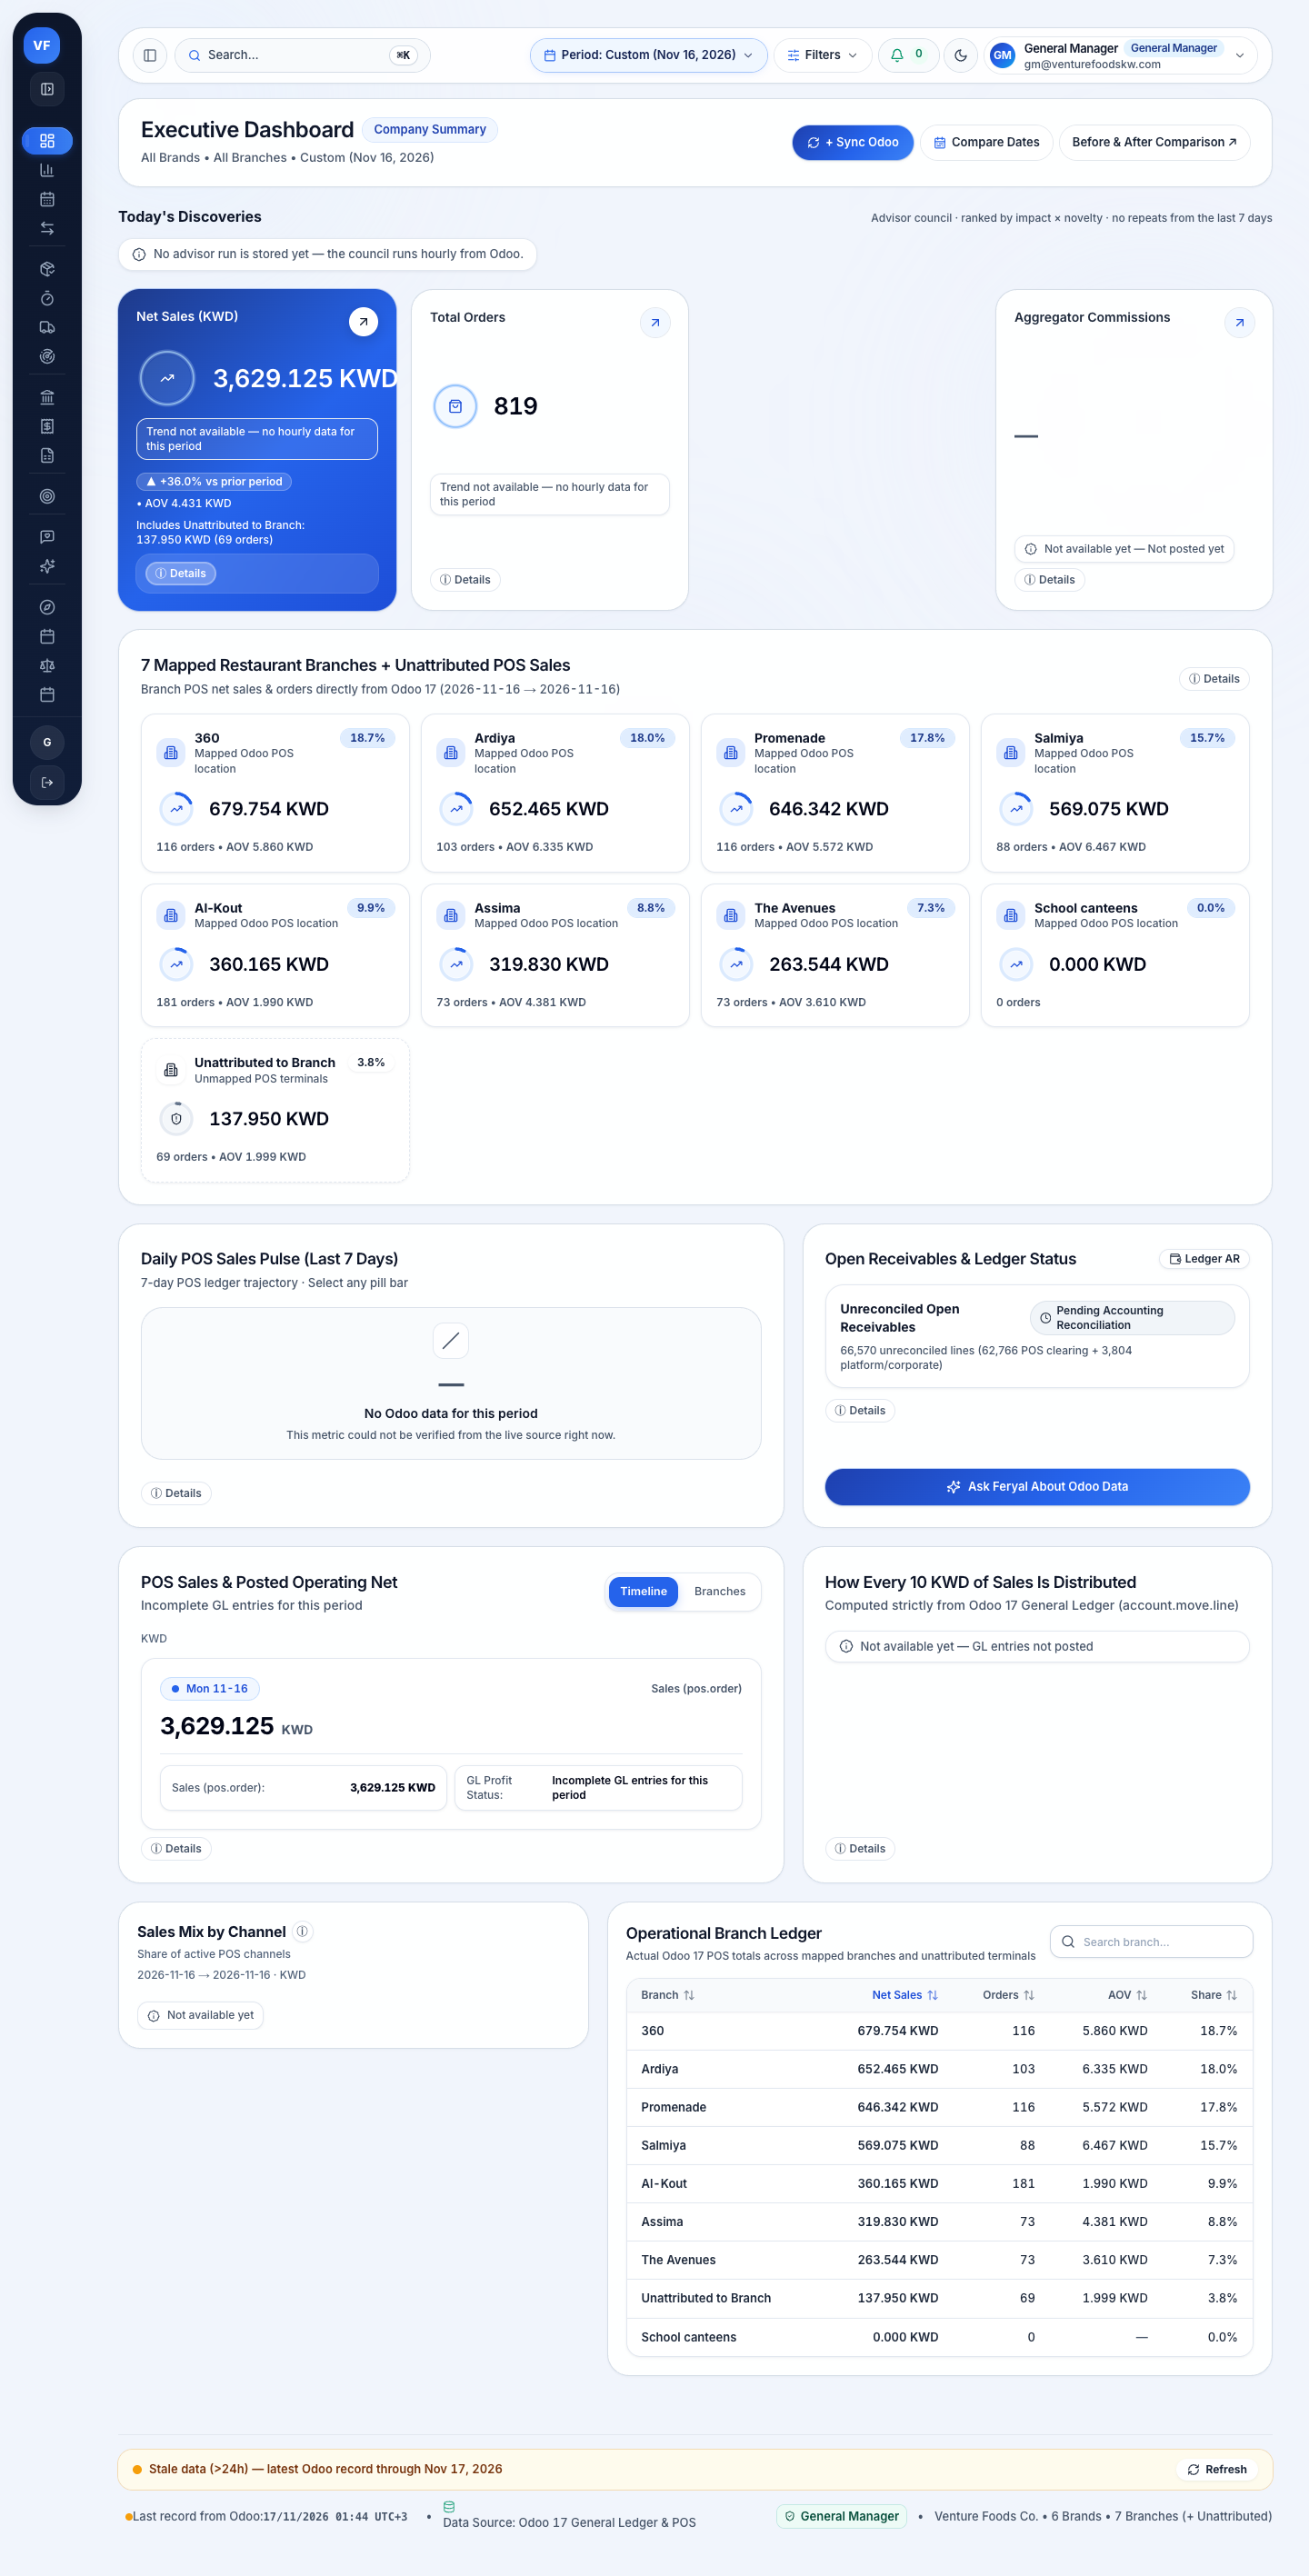 VF
Search...
⌘K
Period: Custom (Nov 16, 2026)
Filters
0
GM
General Manager
General Manager
gm@venturefoodskw.com
Executive Dashboard
Company Summary
All Brands • All Branches • Custom (Nov 16, 2026)
+ Sync Odoo
Compare Dates
Before & After Comparison ↗
Today's Discoveries
Advisor council · ranked by impact × novelty · no repeats from the last 7 days
No advisor run is stored yet — the council runs hourly from Odoo.
Net Sales (KWD)
3,629.125 KWD
Trend not available — no hourly data for
this period
▲ +36.0% vs prior period
• AOV 4.431 KWD
Includes Unattributed to Branch:
137.950 KWD (69 orders)
ⓘ Details
Total Orders
819
Trend not available — no hourly data for
this period
ⓘ Details
Aggregator Commissions
—
Not available yet — Not posted yet
ⓘ Details
7 Mapped Restaurant Branches + Unattributed POS Sales
Branch POS net sales & orders directly from Odoo 17 (2026-11-16 → 2026-11-16)
ⓘ Details
360
18.7%
Mapped Odoo POS
location
679.754 KWD
116 orders • AOV 5.860 KWD
Ardiya
18.0%
Mapped Odoo POS
location
652.465 KWD
103 orders • AOV 6.335 KWD
Promenade
17.8%
Mapped Odoo POS
location
646.342 KWD
116 orders • AOV 5.572 KWD
Salmiya
15.7%
Mapped Odoo POS
location
569.075 KWD
88 orders • AOV 6.467 KWD
Al-Kout
9.9%
Mapped Odoo POS location
360.165 KWD
181 orders • AOV 1.990 KWD
Assima
8.8%
Mapped Odoo POS location
319.830 KWD
73 orders • AOV 4.381 KWD
The Avenues
7.3%
Mapped Odoo POS location
263.544 KWD
73 orders • AOV 3.610 KWD
School canteens
0.0%
Mapped Odoo POS location
0.000 KWD
0 orders
Unattributed to Branch
3.8%
Unmapped POS terminals
137.950 KWD
69 orders • AOV 1.999 KWD
G
Daily POS Sales Pulse (Last 7 Days)
7-day POS ledger trajectory · Select any pill bar
—
No Odoo data for this period
This metric could not be verified from the live source right now.
ⓘ Details
Open Receivables & Ledger Status
Ledger AR
Unreconciled Open
Receivables
Pending Accounting
Reconciliation
66,570 unreconciled lines (62,766 POS clearing + 3,804
platform/corporate)
ⓘ Details
Ask Feryal About Odoo Data
POS Sales & Posted Operating Net
Incomplete GL entries for this period
Timeline
Branches
KWD
Mon 11-16
Sales (pos.order)
3,629.125 KWD
Sales (pos.order):
3,629.125 KWD
GL Profit
Status:
Incomplete GL entries for this
period
ⓘ Details
How Every 10 KWD of Sales Is Distributed
Computed strictly from Odoo 17 General Ledger (account.move.line)
Not available yet — GL entries not posted
ⓘ Details
Sales Mix by Channel ⓘ
Share of active POS channels
2026-11-16 → 2026-11-16 · KWD
Not available yet
Operational Branch Ledger
Actual Odoo 17 POS totals across mapped branches and unattributed terminals
Search branch...
Branch Net Sales Orders AOV Share
360 679.754 KWD 116 5.860 KWD 18.7%
Ardiya 652.465 KWD 103 6.335 KWD 18.0%
Promenade 646.342 KWD 116 5.572 KWD 17.8%
Salmiya 569.075 KWD 88 6.467 KWD 15.7%
Al-Kout 360.165 KWD 181 1.990 KWD 9.9%
Assima 319.830 KWD 73 4.381 KWD 8.8%
The Avenues 263.544 KWD 73 3.610 KWD 7.3%
Unattributed to Branch 137.950 KWD 69 1.999 KWD 3.8%
School canteens 0.000 KWD 0 — 0.0%
Stale data (>24h) — latest Odoo record through Nov 17, 2026
Refresh
Last record from Odoo:17/11/2026 01:44 UTC+3
•
Data Source: Odoo 17 General Ledger & POS
General Manager
• Venture Foods Co. • 6 Brands • 7 Branches (+ Unattributed)